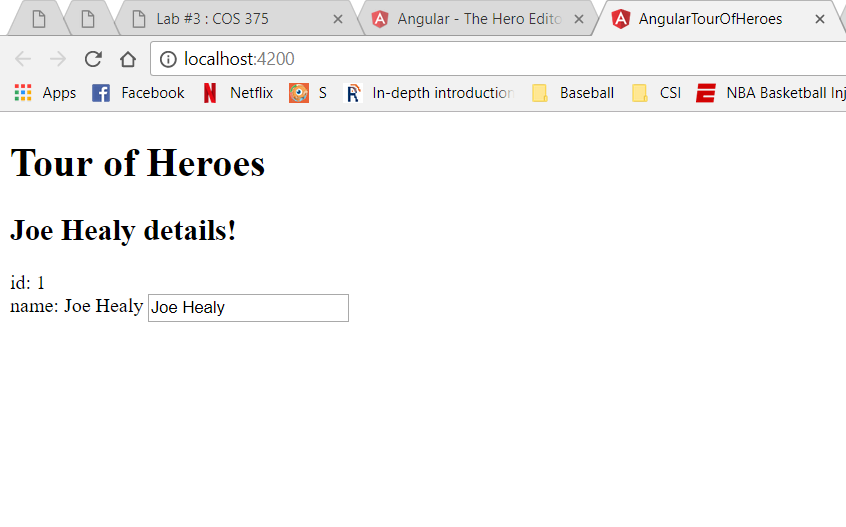 Lab #3 : COS 375
Angular - The Hero Edito
AngularTourOfHeroes
localhost:4200
Apps Facebook Netflix S In-depth introduction Baseball CSI NBA Basketball Inj
Tour of Heroes
Joe Healy details!
id: 1
name: Joe Healy Joe Healy